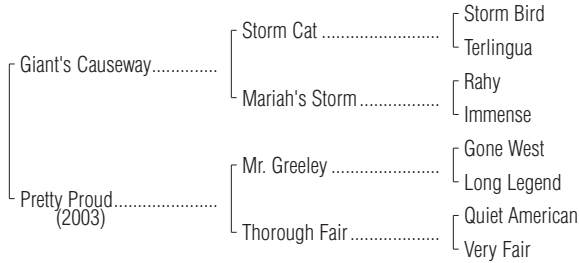 Storm Bird
Storm Cat ......................
Terlingua
Giant's Causeway.............
Rahy
Mariah's Storm...............
Immense
Gone West
Mr. Greeley ....................
Long Legend
Pretty Proud....................
(2003)
Quiet American
Thorough Fair.................
Very Fair